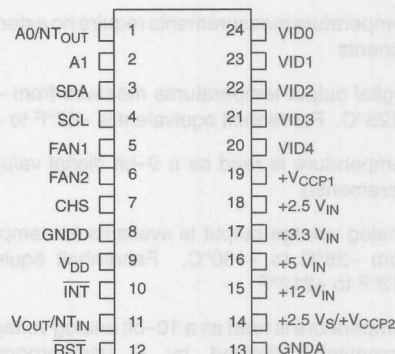 A0/NTOUT 1 24 VID0
A1 2 23 VID1
SDA 3 22 VID2
SCL 4 21 VID3
FAN1 5 20 VID4
FAN2 6 19 +VCCP1
CHS 7 18 +2.5 VIN
GND 8 17 +3.3 VIN
VDD 9 16 +5 VIN
INT 10 15 +12 VIN
VOUT/NTIN 11 14 +2.5 VS/+VCCP2
RST 12 13 GNDA